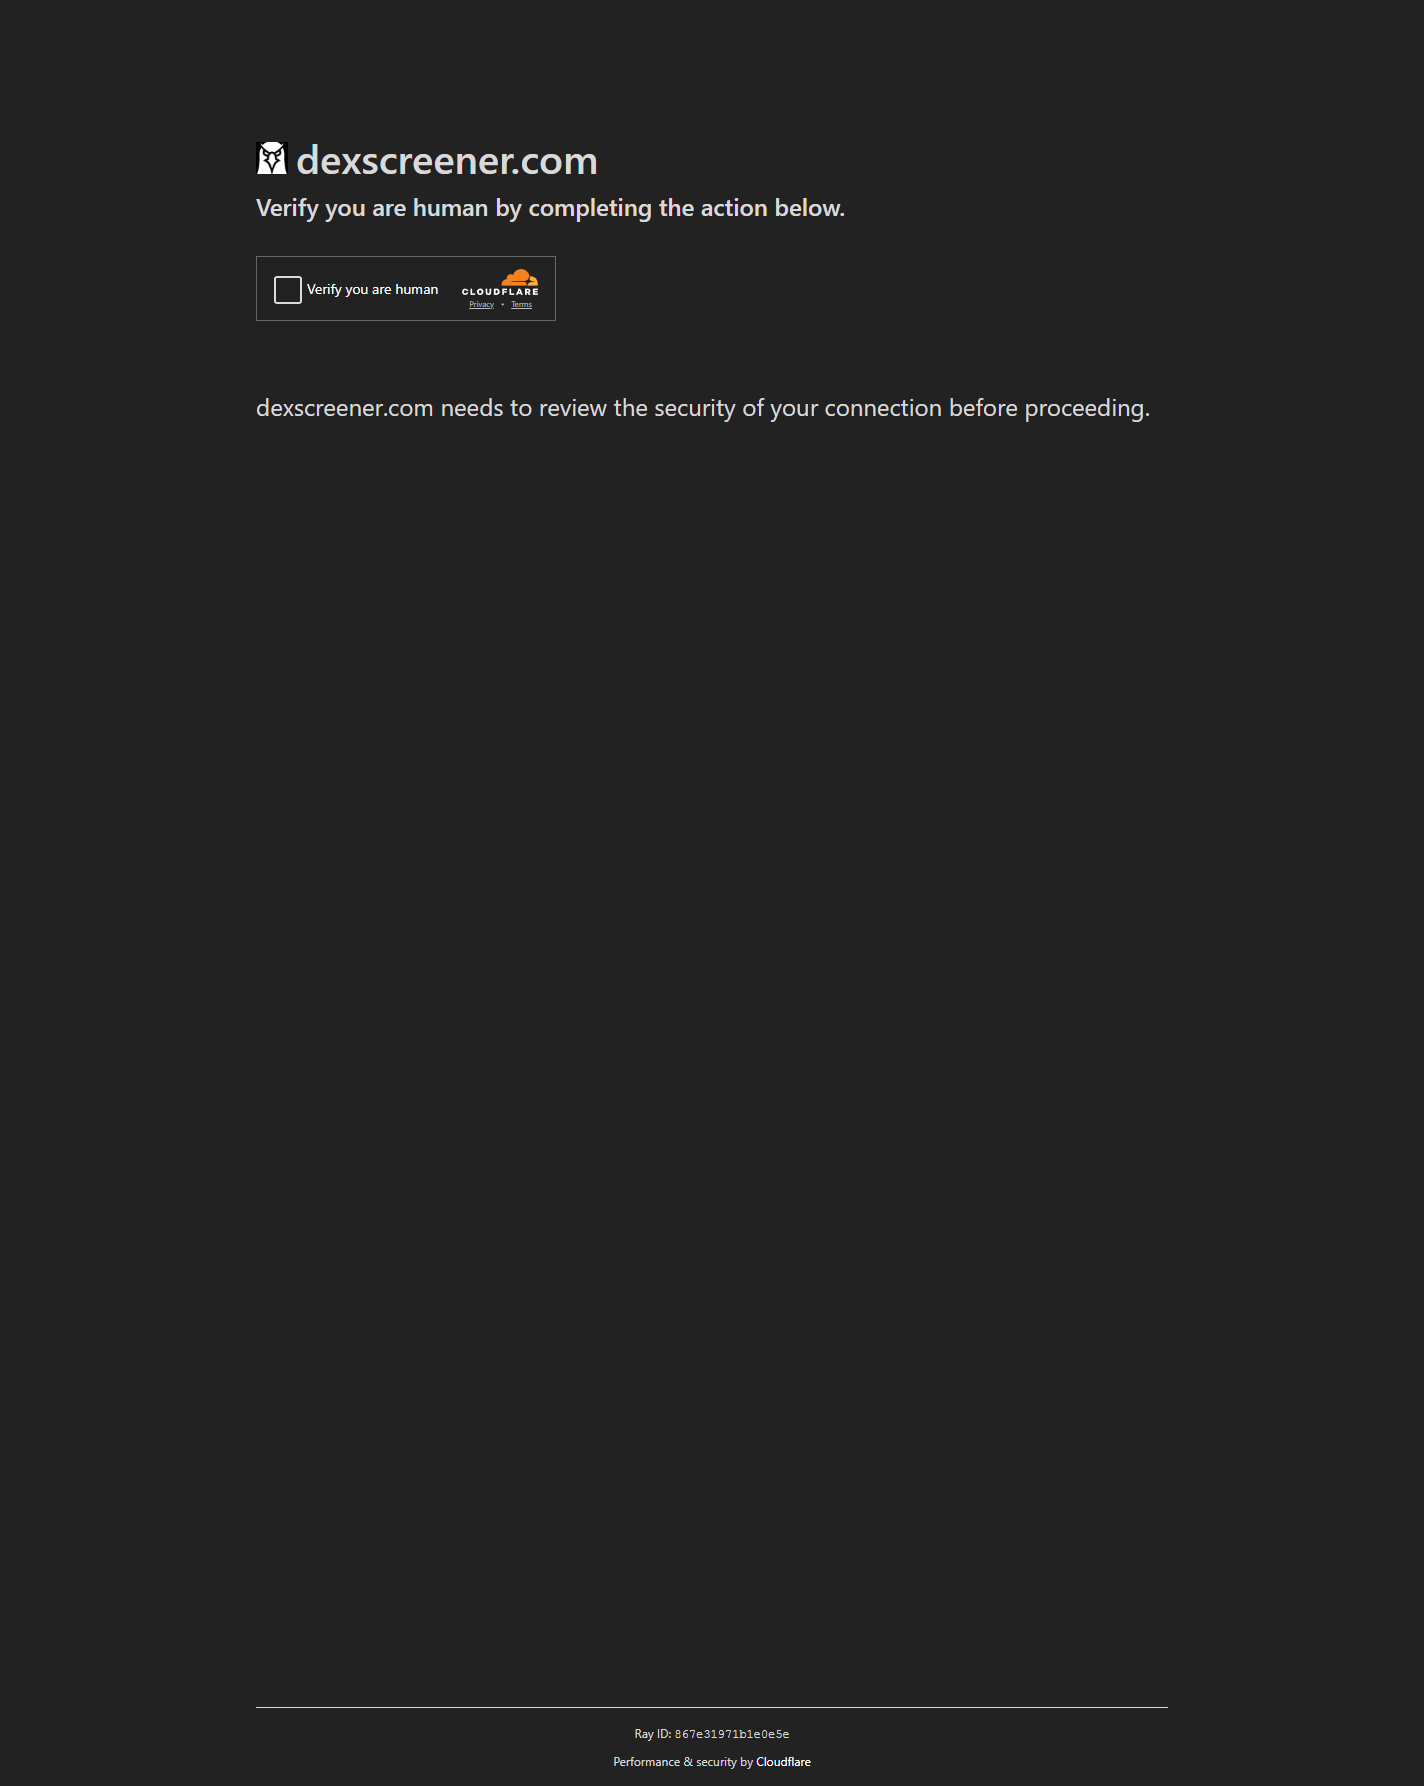 dexscreener.com
Verify you are human by completing the action below.
Verify you are human
CLOUDFLARE
Privacy • Terms
dexscreener.com needs to review the security of your connection before proceeding.
Ray ID: 867e31971b1e0e5e
Performance & security by Cloudflare